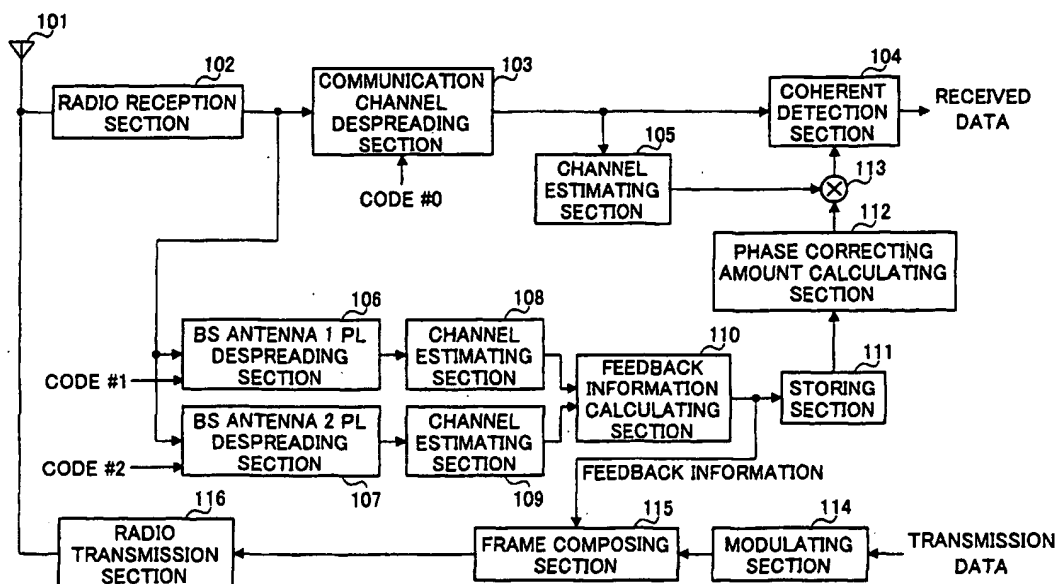 101
102
RADIO RECEPTION
SECTION
COMMUNICATION
CHANNEL
DESPREADING
SECTION
103
CODE #0
104
COHERENT
DETECTION
SECTION
RECEIVED
DATA
105
CHANNEL
ESTIMATING
SECTION
113
112
PHASE CORRECTING
AMOUNT CALCULATING
SECTION
106
BS ANTENNA 1 PL
DESPREADING
SECTION
CODE #1
108
CHANNEL
ESTIMATING
SECTION
110
FEEDBACK
INFORMATION
CALCULATING
SECTION
111
STORING
SECTION
BS ANTENNA 2 PL
DESPREADING
SECTION
CODE #2
107
CHANNEL
ESTIMATING
SECTION
109
FEEDBACK INFORMATION
116
RADIO
TRANSMISSION
SECTION
115
FRAME COMPOSING
SECTION
114
MODULATING
SECTION
TRANSMISSION
DATA